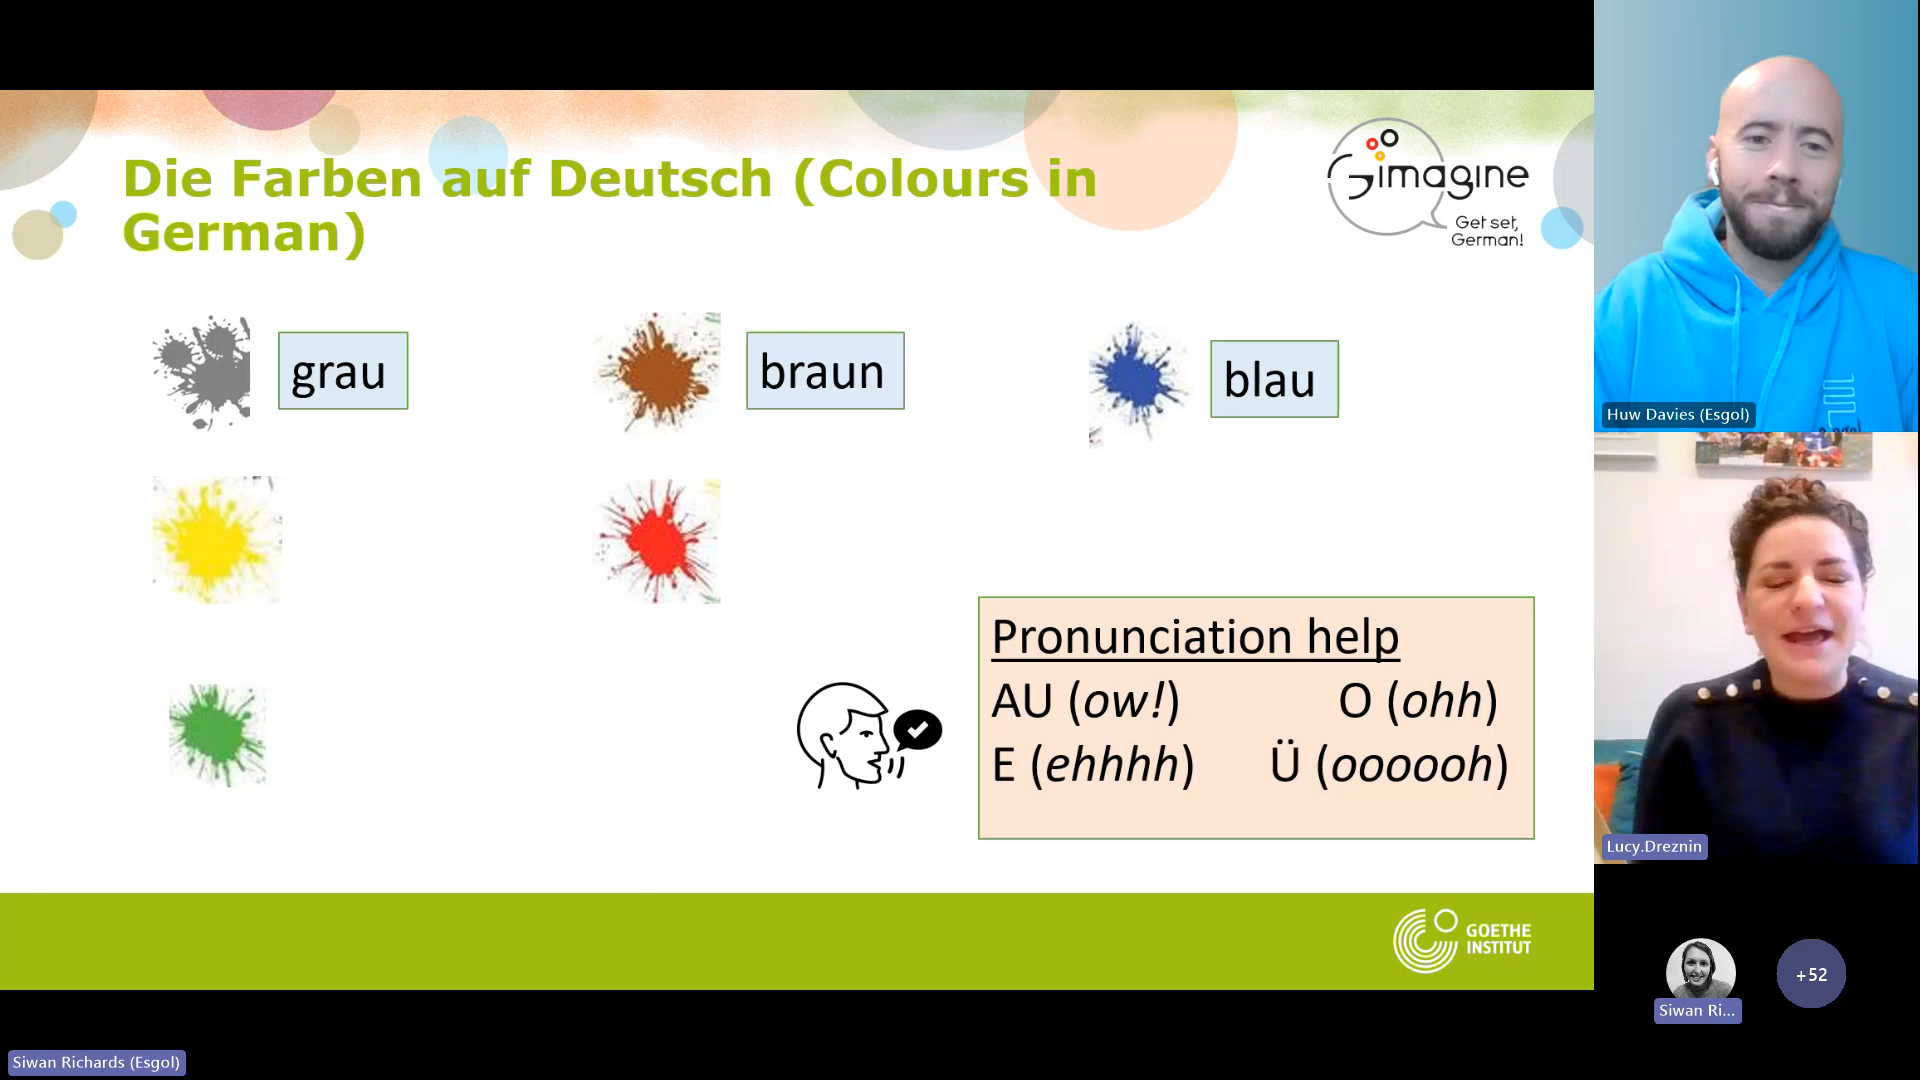 Die Farben auf Deutsch (Colours in
German)
Gimagine
Get set,
German!
grau
braun
blau
Pronunciation help
AU (ow!) O (ohh)
E (ehhhh) Ü (oooooh)
GOETHE
INSTITUT
Huw Davies (Esgol)
Lucy.Dreznin
Siwan Ri...
+52
Siwan Richards (Esgol)